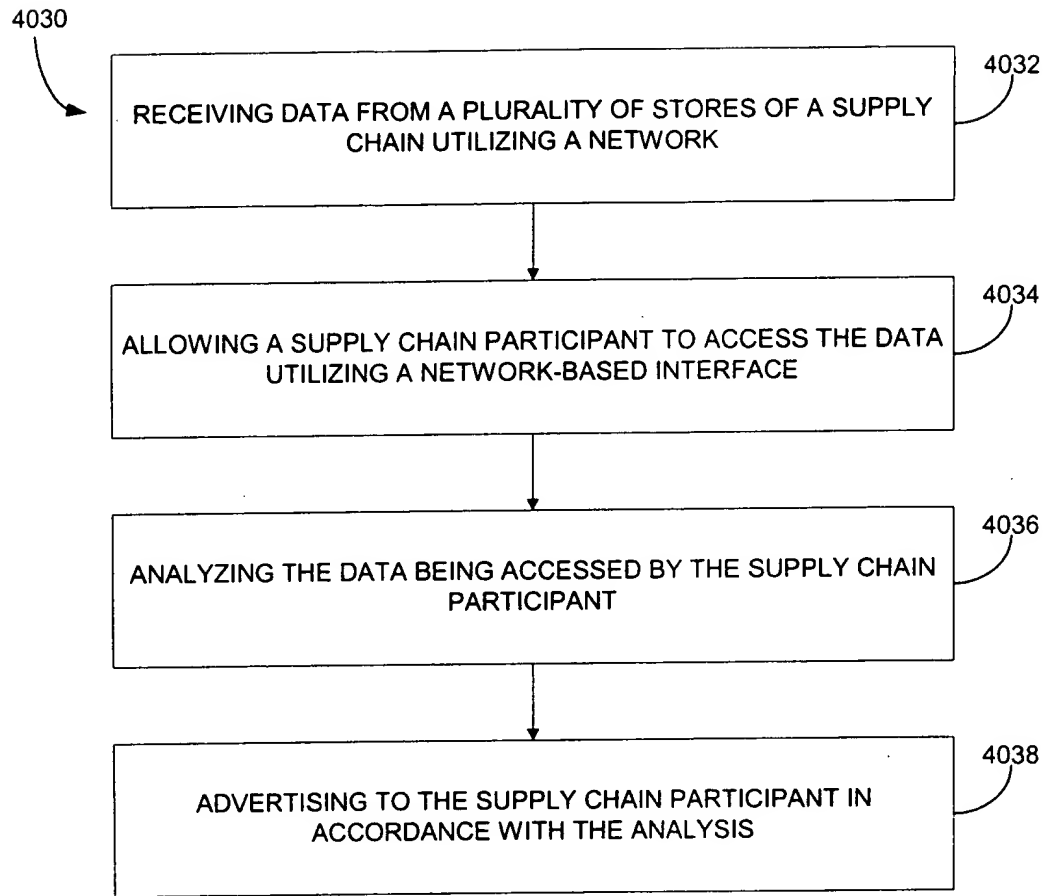 4030
4032
RECEIVING DATA FROM A PLURALITY OF STORES OF A SUPPLY
CHAIN UTILIZING A NETWORK
4034
ALLOWING A SUPPLY CHAIN PARTICIPANT TO ACCESS THE DATA
UTILIZING A NETWORK-BASED INTERFACE
4036
ANALYZING THE DATA BEING ACCESSED BY THE SUPPLY CHAIN
PARTICIPANT
4038
ADVERTISING TO THE SUPPLY CHAIN PARTICIPANT IN
ACCORDANCE WITH THE ANALYSIS